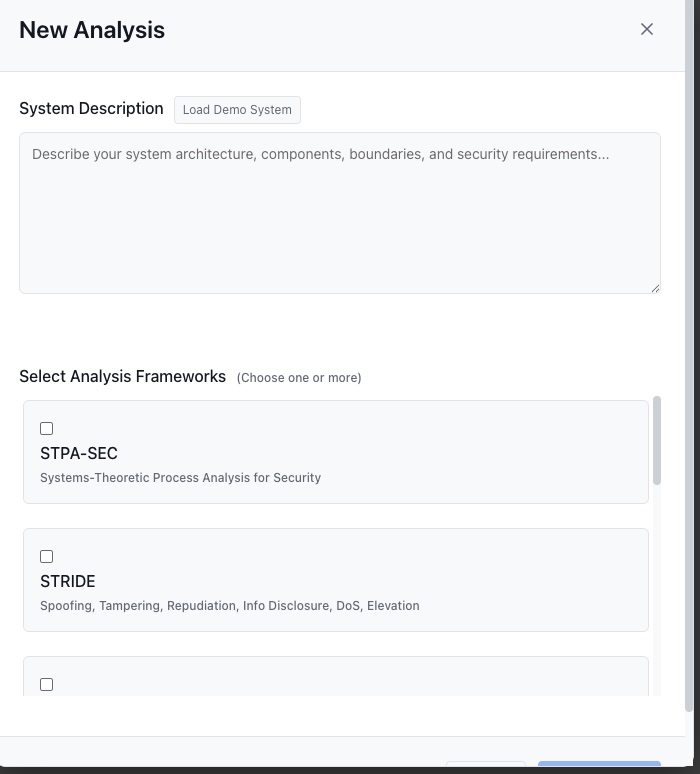 New Analysis
System Description
Load Demo System
Describe your system architecture, components, boundaries, and security requirements...
Select Analysis Frameworks (Choose one or more)
STPA-SEC
Systems-Theoretic Process Analysis for Security
STRIDE
Spoofing, Tampering, Repudiation, Info Disclosure, DoS, Elevation